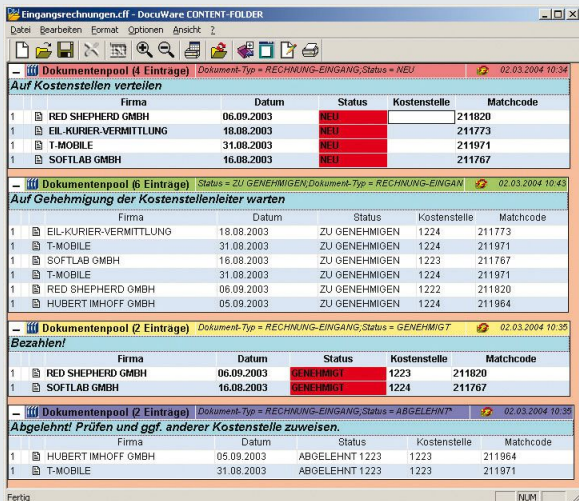 Eingangsrechnungen.cff - DocuWare CONTENT-FOLDER
Datei Bearbeiten Format Optionen Ansicht ?
Dokumentenpool (4 Einträge) Dokument-Typ = RECHNUNG-EINGANG;Status = NEU 02.03.2004 10:34
Auf Kostenstellen verteilen
Firma Datum Status Kostenstelle Matchcode
1 RED SHEPHERD GMBH 06.09.2003 NEU 211820
1 EIL-KURIER-VERMITTLUNG 18.08.2003 NEU 211773
1 T-MOBILE 31.08.2003 NEU 211971
1 SOFTLAB GMBH 16.08.2003 NEU 211767
Dokumentenpool (6 Einträge) Status = ZU GENEHMIGEN;Dokument-Typ = RECHNUNG-EINGAN 02.03.2004 10:43
Auf Gehehmigung der Kostenstellenleiter warten
Firma Datum Status Kostenstelle Matchcode
1 EIL-KURIER-VERMITTLUNG 18.08.2003 ZU GENEHMIGEN 1224 211773
1 T-MOBILE 31.08.2003 ZU GENEHMIGEN 1224 211971
1 SOFTLAB GMBH 16.08.2003 ZU GENEHMIGEN 1223 211767
1 T-MOBILE 31.08.2003 ZU GENEHMIGEN 1224 211971
1 RED SHEPHERD GMBH 06.09.2003 ZU GENEHMIGEN 1222 211820
1 HUBERT IMHOFF GMBH 05.09.2003 ZU GENEHMIGEN 1224 211964
Dokumentenpool (2 Einträge) Dokument-Typ = RECHNUNG-EINGANG;Status = GENEHMIGT 02.03.2004 10:35
Bezahlen!
Firma Datum Status Kostenstelle Matchcode
1 RED SHEPHERD GMBH 06.09.2003 GENEHMIGT 1223 211820
1 SOFTLAB GMBH 16.08.2003 GENEHMIGT 1224 211767
Dokumentenpool (2 Einträge) Dokument-Typ = RECHNUNG-EINGANG;Status = ABGELEHNT* 02.03.2004 10:35
Abgelehnt! Prüfen und ggf. anderer Kostenstelle zuweisen.
Firma Datum Status Kostenstelle Matchcode
1 HUBERT IMHOFF GMBH 05.09.2003 ABGELEHNT 1223 1223 211964
1 T-MOBILE 31.08.2003 ABGELEHNT 1223 1223 211971
Fertig NUM